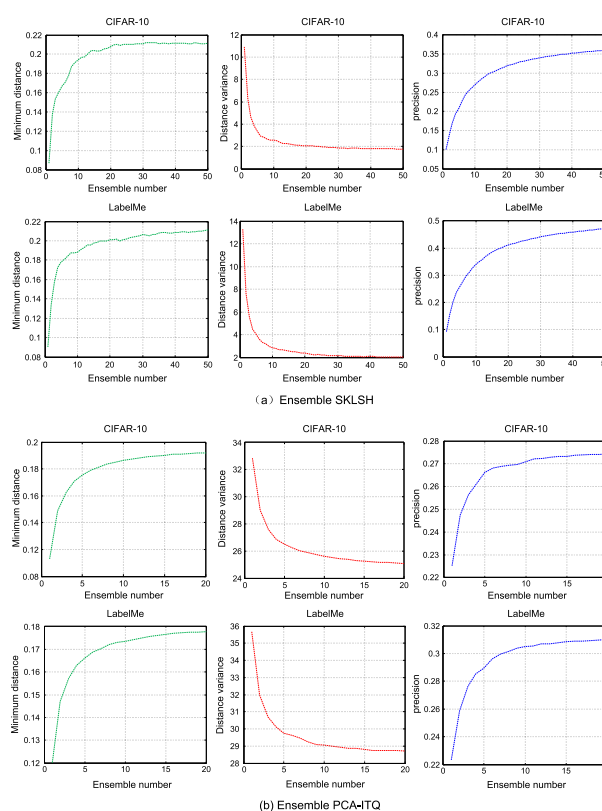 CIFAR-10 CIFAR-10 CIFAR-10
Minimum distance
0.22
0.2
0.18
0.16
0.14
0.12
0.1
0.08
0 10 20 30 40 50
Ensemble number
Distance variance
12
10
8
6
4
2
0
0 10 20 30 40 50
Ensemble number
precision
0.4
0.35
0.3
0.25
0.2
0.15
0.1
0.05
0 10 20 30 40 50
Ensemble number
LabelMe LabelMe LabelMe
Minimum distance
0.22
0.2
0.18
0.16
0.14
0.12
0.1
0.08
0 10 20 30 40 50
Ensemble number
Distance variance
14
12
10
8
6
4
2
0 10 20 30 40 50
Ensemble number
precision
0.5
0.4
0.3
0.2
0.1
0
0 10 20 30 40
Ensemble number
（a）Ensemble SKLSH
CIFAR-10 CIFAR-10 CIFAR-10
Mininum distance
0.2
0.18
0.16
0.14
0.12
0.1
0.08
0 5 10 15 20
Ensemble number
Distance variance
34
32
30
28
26
24
0 5 10 15 20
Ensemble number
precision
0.28
0.27
0.26
0.25
0.24
0.23
0.22
0 5 10 15
Ensemble number
LabelMe LabelMe LabelMe
Minimum distance
0.18
0.17
0.16
0.15
0.14
0.13
0.12
0 5 10 15 20
Ensemble number
Distance variance
36
35
34
33
32
31
30
29
28
0 5 10 15 20
Ensemble number
precision
0.32
0.3
0.28
0.26
0.24
0.22
0 5 10 15
Ensemble number
(b) Ensemble PCA-ITQ